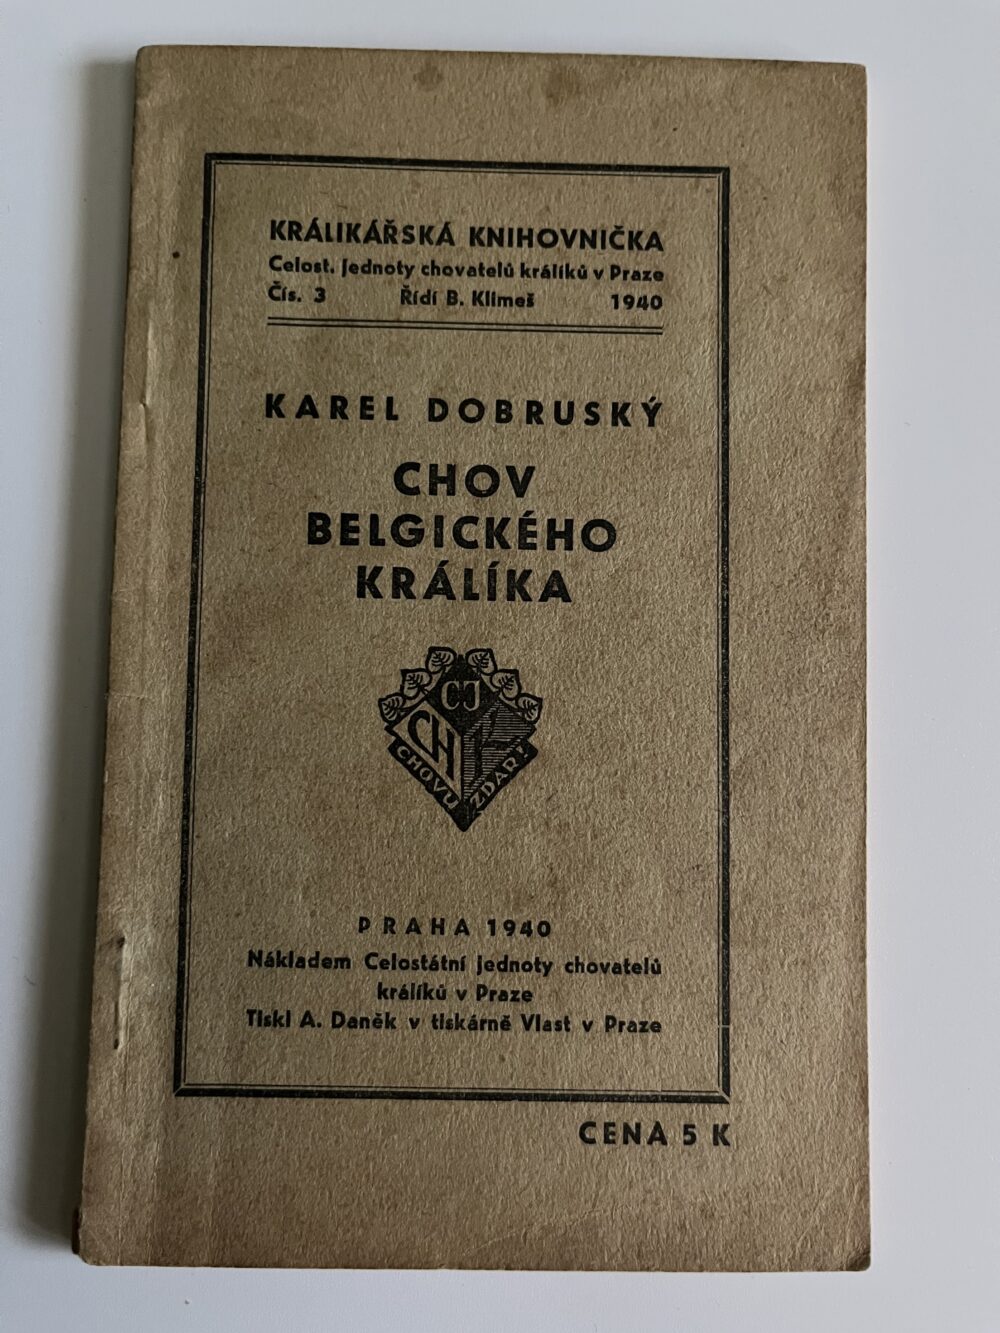 KRÁLIKÁŘSKÁ KNIHOVNIČKA
Celost. Jednoty chovatelů králíků v Praze
Čís. 3 Řídí B. Klimeš 1940
KAREL DOBRUSKÝ
CHOV
BELGICKÉHO
KRÁLÍKA
CJ
CH K
CHOVU ZDAR!
PRAHA 1940
Nákladem Celostátní Jednoty chovatelů
králíků v Praze
Tiskl A. Daněk v tiskárně Vlast v Praze
CENA 5 K